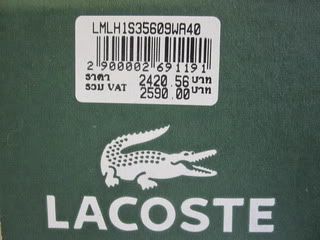 LMLH1S35609WA40
2 900002 691191
ราคา 2420.56 บาท
รวม VAT 2590.00 บาท
LACOSTE